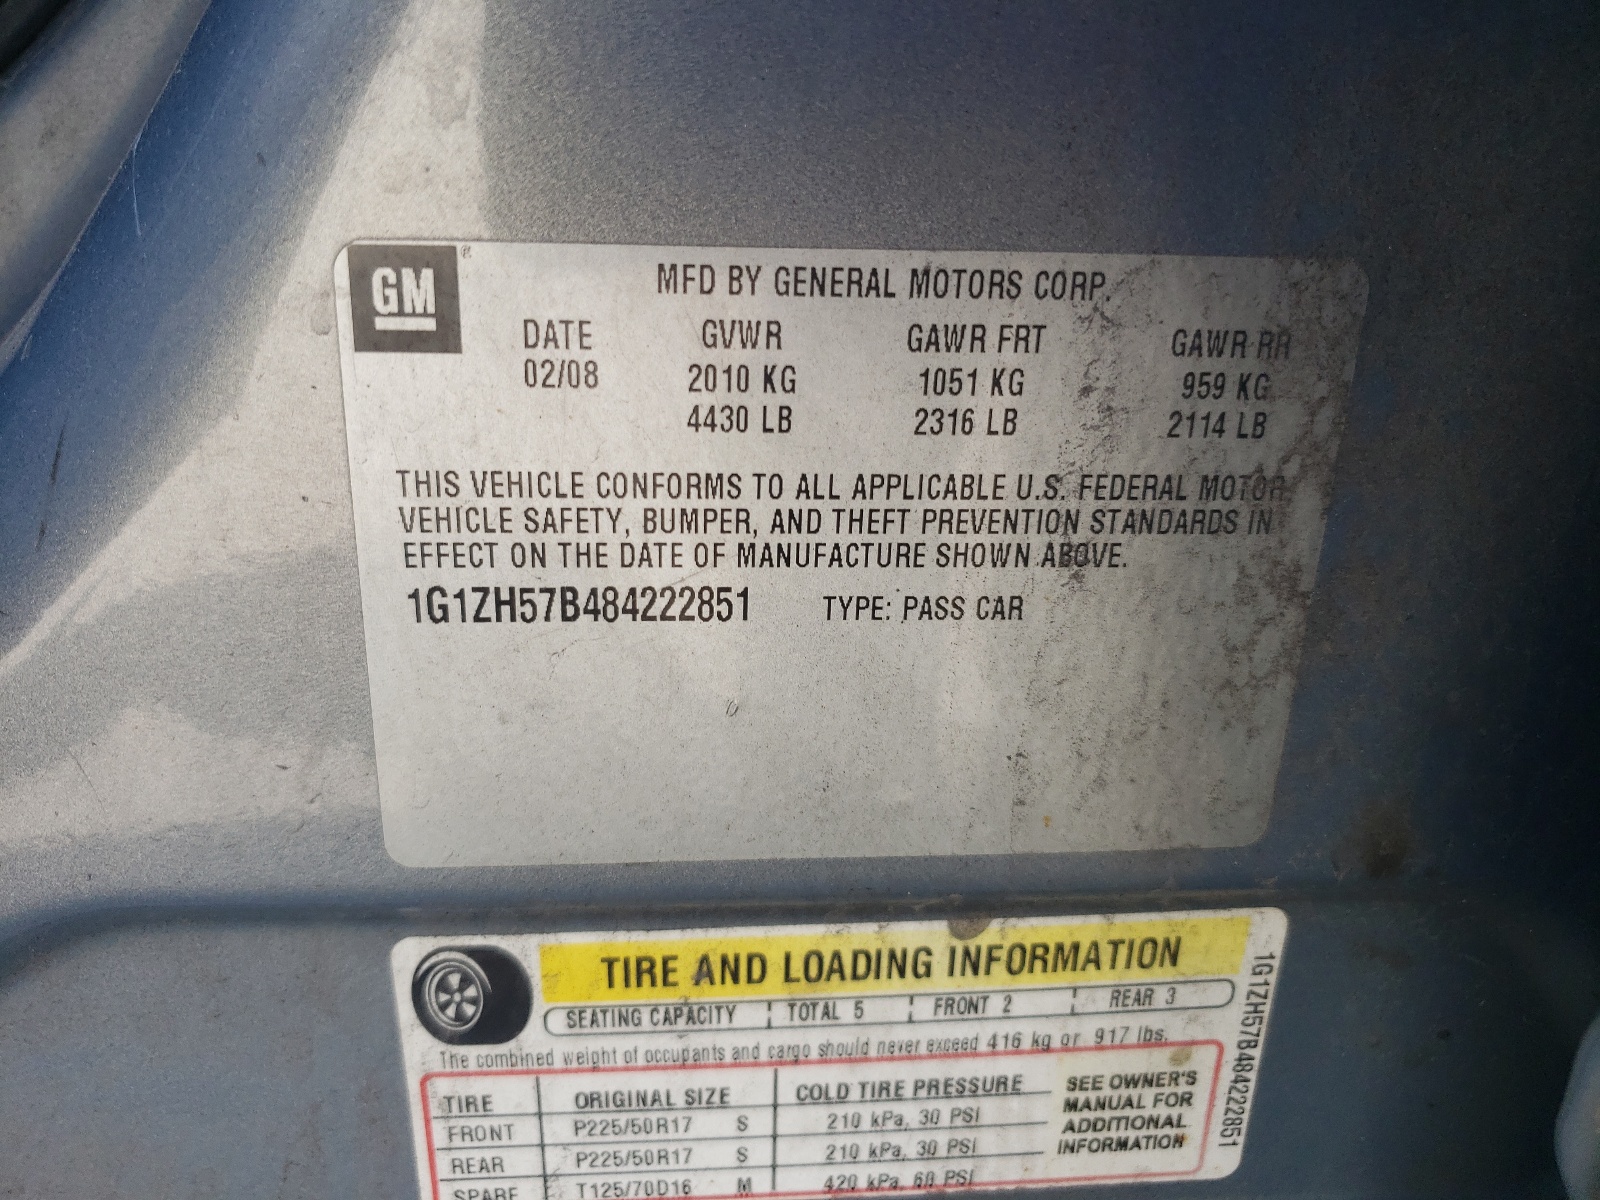 GM ®
MFD BY GENERAL MOTORS CORP.
DATE GVWR GAWR FRT GAWR RR
02/08 2010 KG 1051 KG 959 KG
4430 LB 2316 LB 2114 LB
THIS VEHICLE CONFORMS TO ALL APPLICABLE U.S. FEDERAL MOTOR
VEHICLE SAFETY, BUMPER, AND THEFT PREVENTION STANDARDS IN
EFFECT ON THE DATE OF MANUFACTURE SHOWN ABOVE.
1G1ZH57B484222851 TYPE: PASS CAR
TIRE AND LOADING INFORMATION
SEATING CAPACITY TOTAL 5 FRONT 2 REAR 3
The combined weight of occupants and cargo should never exceed 416 kg or 917 lbs.
TIRE ORIGINAL SIZE COLD TIRE PRESSURE
FRONT P225/50R17 S 210 kPa, 30 PSI
REAR P225/50R17 S 210 kPa, 30 PSI
SPARE T125/70D16 M 420 kPa, 60 PSI
SEE OWNER'S
MANUAL FOR
ADDITIONAL
INFORMATION
1G1ZH57B484222851